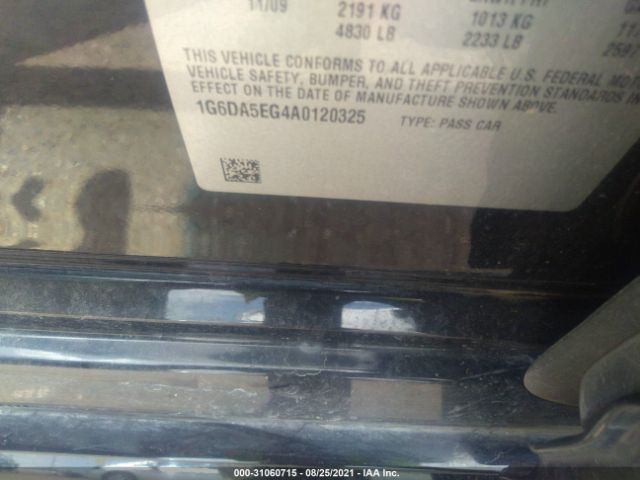 11/09 2191 KG 1013 KG
4830 LB 2233 LB
THIS VEHICLE CONFORMS TO ALL APPLICABLE U.S. FEDERAL MOTOR
VEHICLE SAFETY, BUMPER, AND THEFT PREVENTION STANDARDS IN
EFFECT ON THE DATE OF MANUFACTURE SHOWN ABOVE.
1G6DA5EG4A0120325 TYPE: PASS CAR
000-31060715 - 08/25/2021 - IAA Inc.